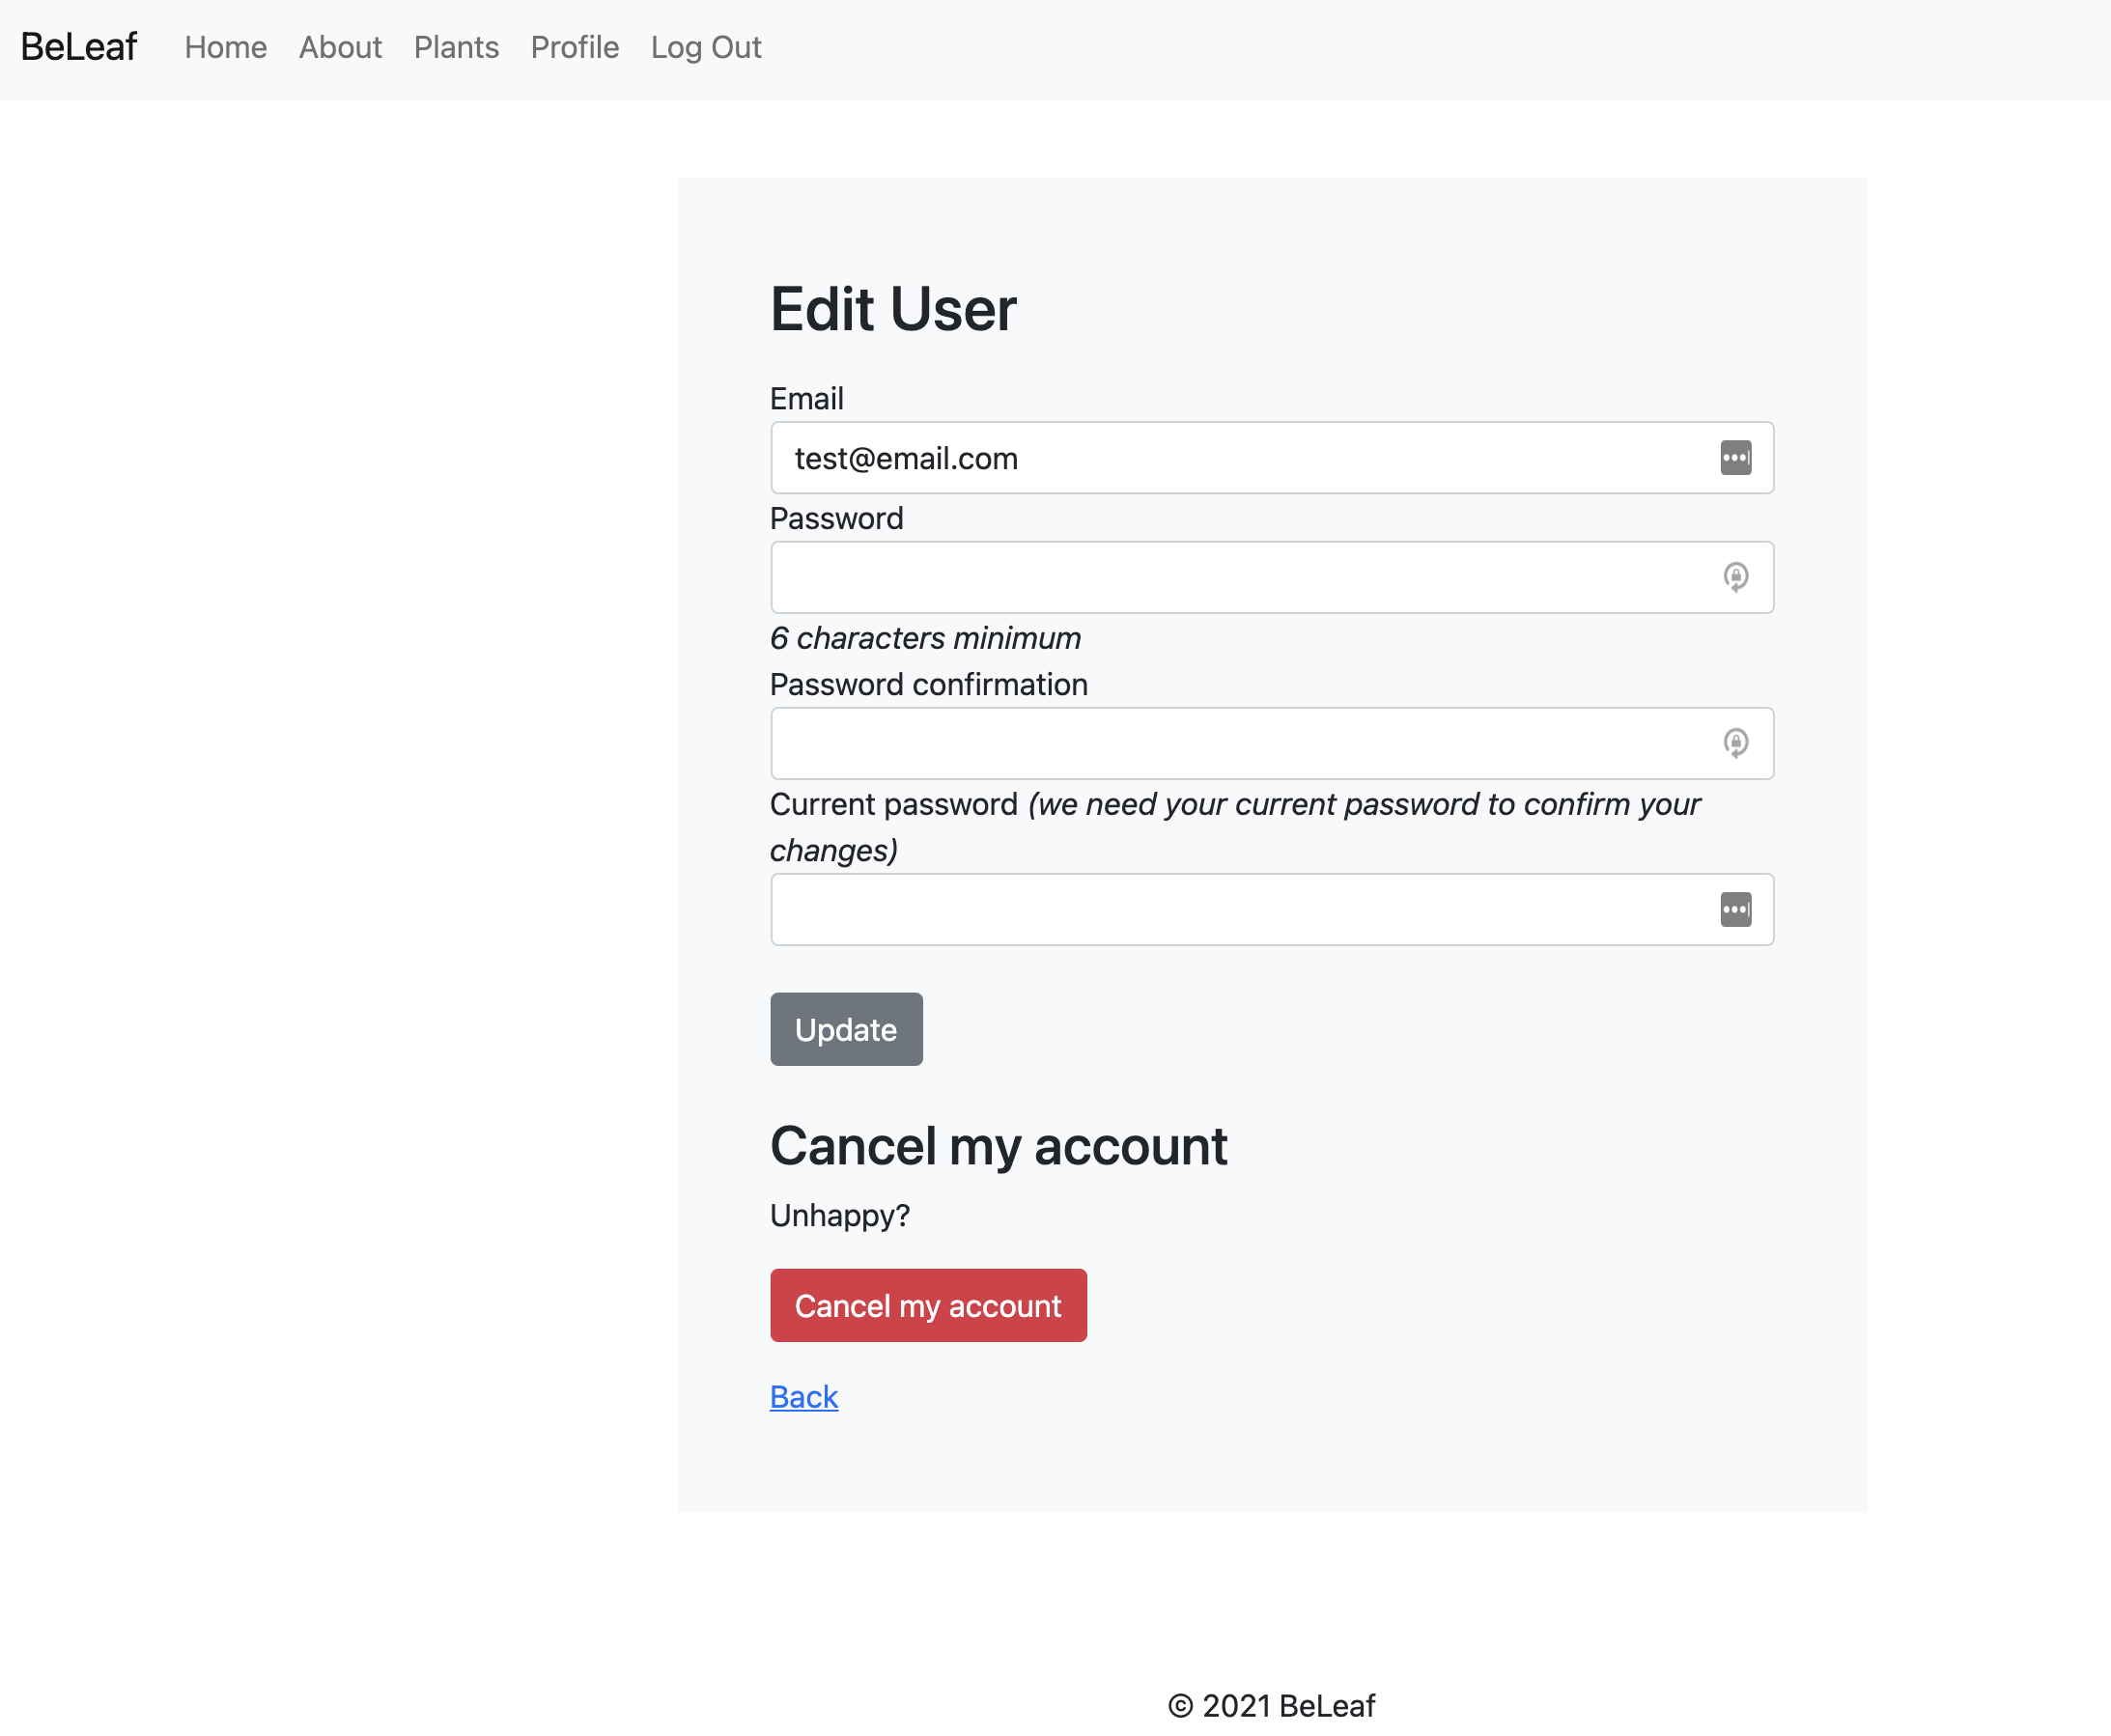 BeLeaf Home About Plants Profile Log Out
Edit User
Email
test@email.com
Password
6 characters minimum
Password confirmation
Current password (we need your current password to confirm your
changes)
Update
Cancel my account
Unhappy?
Cancel my account
Back
© 2021 BeLeaf